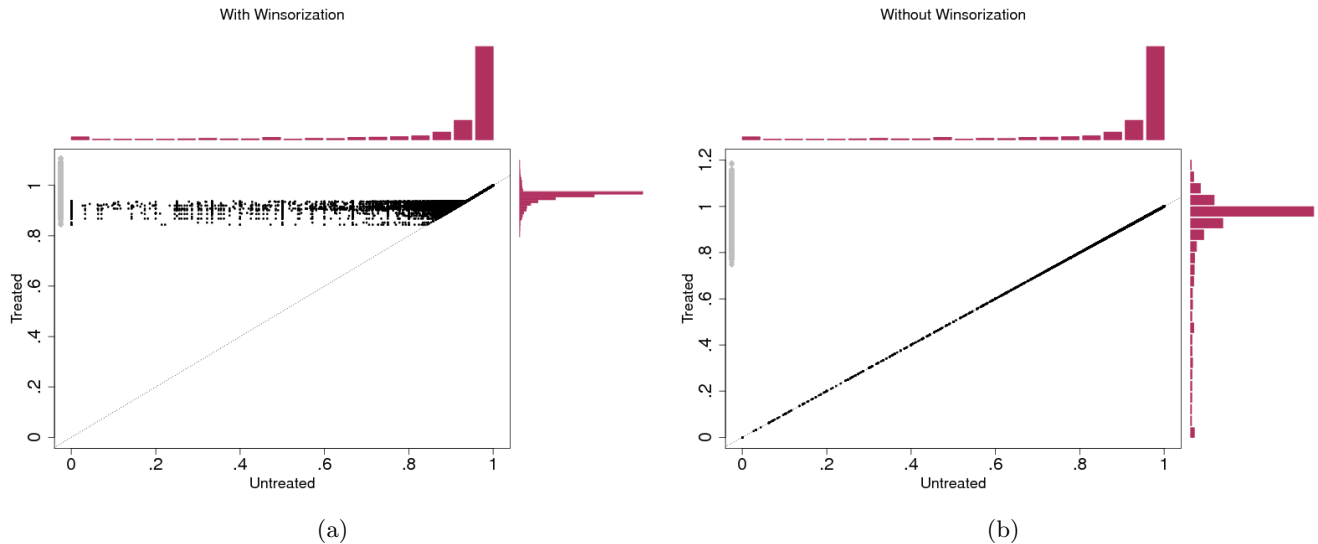 With Winsorization
1
.8
.6
.4
.2
0
Treated
0 .2 .4 .6 .8 1
Untreated
(a)
Without Winsorization
1.2
1
.8
.6
.4
.2
0
Treated
0 .2 .4 .6 .8 1
Untreated
(b)